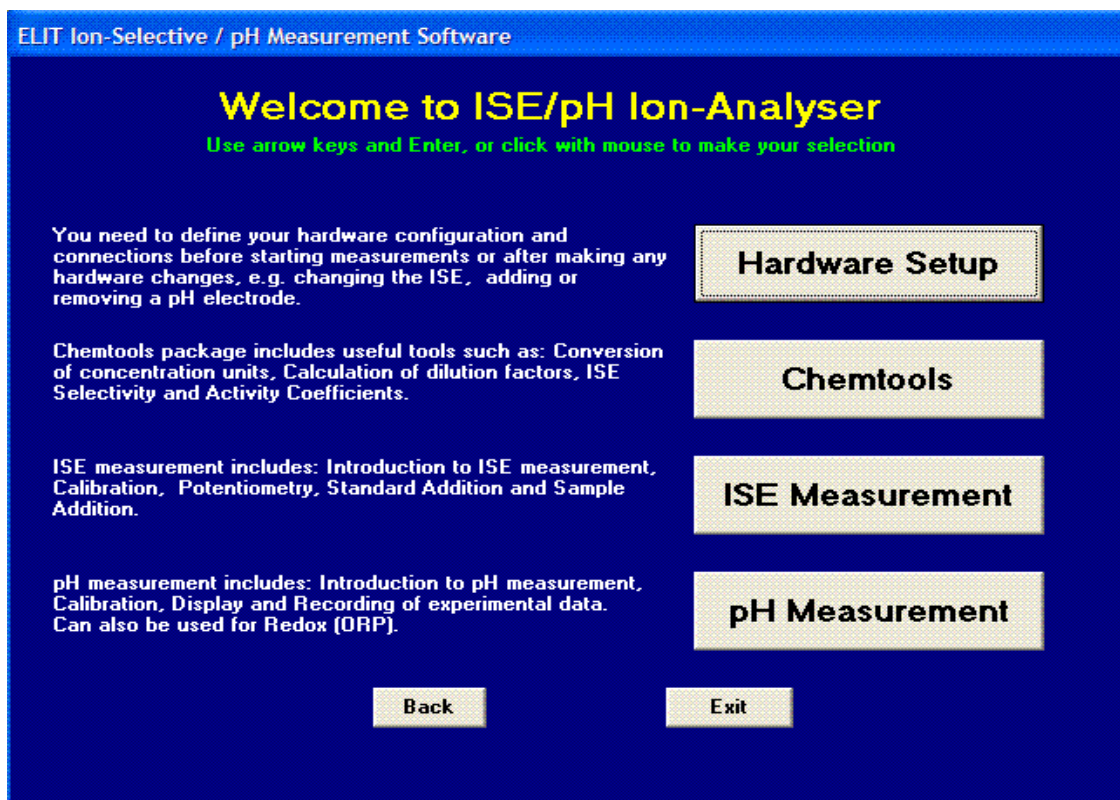 ELIT Ion-Selective / pH Measurement Software
Welcome to ISE/pH Ion-Analyser
Use arrow keys and Enter, or click with mouse to make your selection
You need to define your hardware configuration and
connections before starting measurements or after making any
hardware changes, e.g. changing the ISE, adding or
removing a pH electrode.
Hardware Setup
Chemtools package includes useful tools such as: Conversion
of concentration units, Calculation of dilution factors, ISE
Selectivity and Activity Coefficients.
Chemtools
ISE measurement includes: Introduction to ISE measurement,
Calibration, Potentiometry, Standard Addition and Sample
Addition.
ISE Measurement
pH measurement includes: Introduction to pH measurement,
Calibration, Display and Recording of experimental data.
Can also be used for Redox (ORP).
pH Measurement
Back
Exit